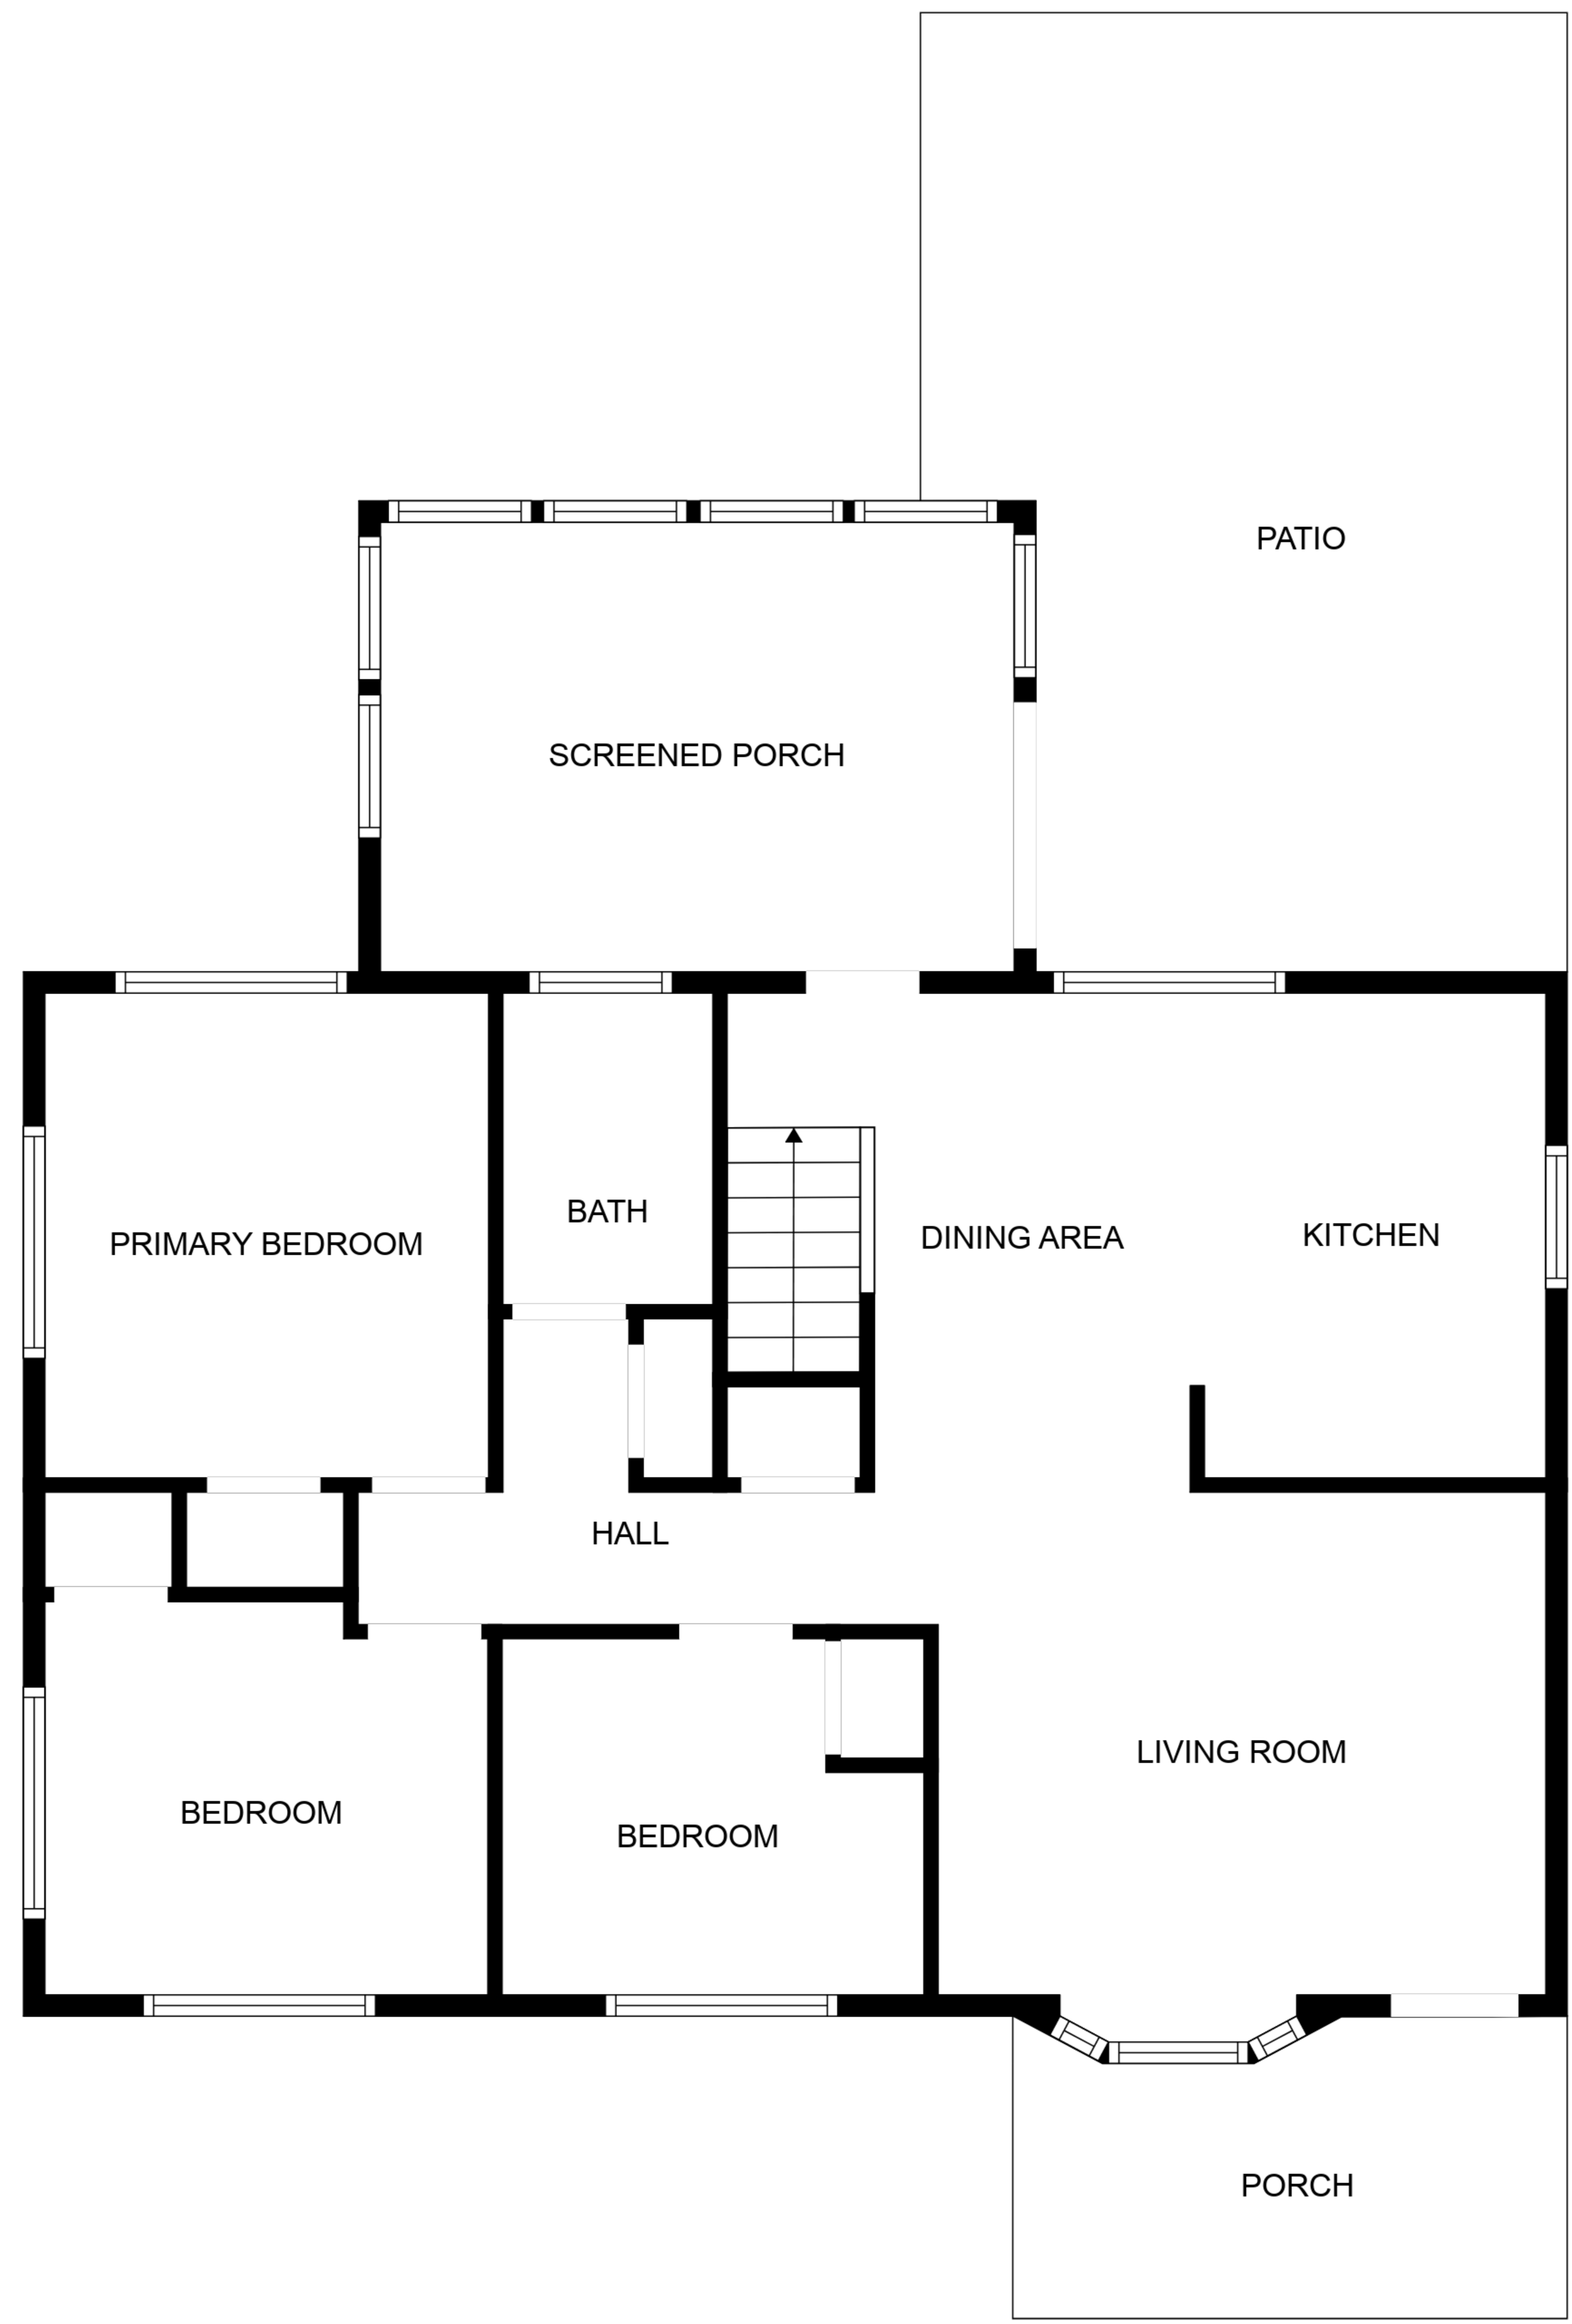 PATIO
SCREENED PORCH
BATH
PRIMARY BEDROOM
DINING AREA
KITCHEN
HALL
LIVING ROOM
BEDROOM
BEDROOM
PORCH